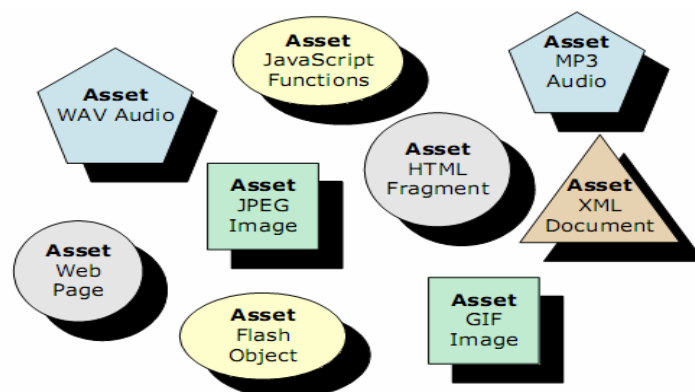 Asset
JavaScript
Functions
Asset
MP3
Audio
Asset
WAV Audio
Asset
HTML
Fragment
Asset
JPEG
Image
Asset
XML
Document
Asset
Web
Page
Asset
Flash
Object
Asset
GIF
Image